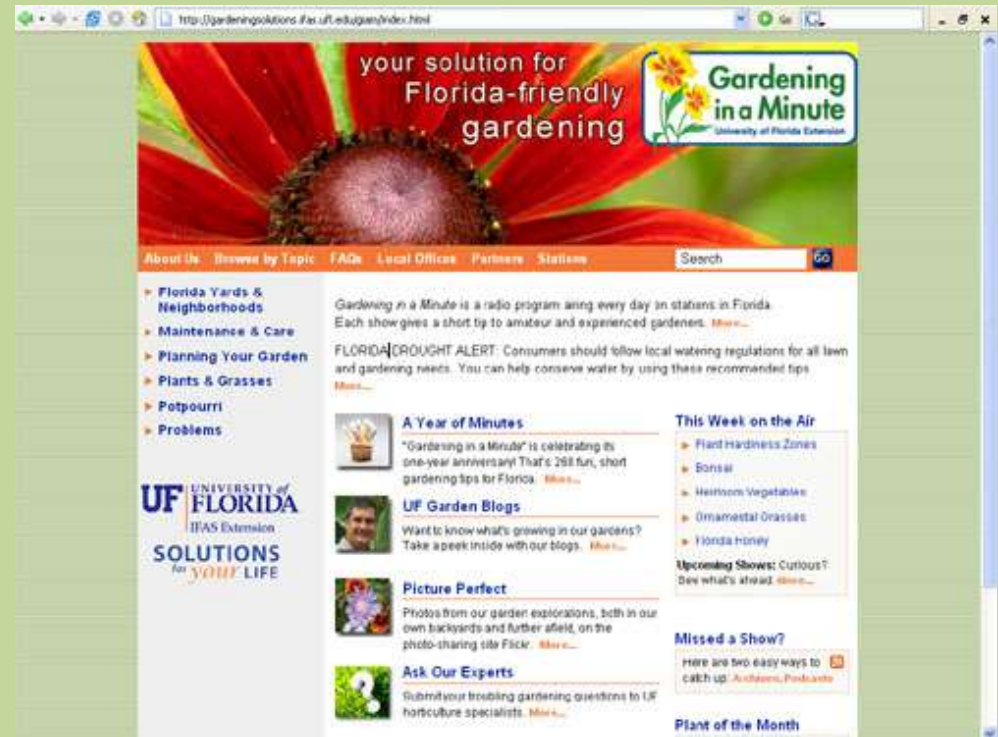 http://gardeningsolutions.ifas.ufl.edu/giam/index.html
Go
your solution for
Florida-friendly
gardening
Gardening
in a Minute
University of Florida Extension
About Us Browse by Topic FAQs Local Offices Partners Stations
Search GO
Florida Yards &
Neighborhoods
Maintenance & Care
Planning Your Garden
Plants & Grasses
Potpourri
Problems
UF UNIVERSITY of
FLORIDA
IFAS Extension
SOLUTIONS
for your LIFE
Gardening in a Minute is a radio program airing every day on stations in Florida.
Each show gives a short tip to amateur and experienced gardeners. More...
FLORIDA DROUGHT ALERT: Consumers should follow local watering regulations for all lawn
and gardening needs. You can help conserve water by using these recommended tips
More...
A Year of Minutes
"Gardening in a Minute" is celebrating its
one-year anniversary! That's 260 fun, short
gardening tips for Florida. More...
UF Garden Blogs
Want to know what's growing in our gardens?
Take a peek inside with our blogs. More...
Picture Perfect
Photos from our garden explorations, both in our
own backyards and further afield, on the
photo-sharing site Flickr. More...
Ask Our Experts
Submit your troubling gardening questions to UF
horticulture specialists. More...
This Week on the Air
Plant Hardiness Zones
Bonsai
Heirloom Vegetables
Ornamental Grasses
Florida Honey
Upcoming Shows: Curious?
See what's ahead. More...
Missed a Show?
Here are two easy ways to
catch up: Archives, Podcasts
Plant of the Month